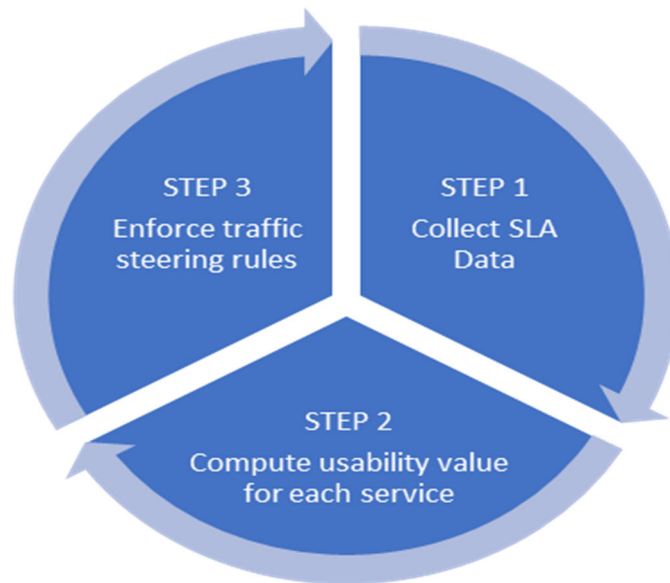 STEP 1
Collect SLA
Data
STEP 2
Compute usability value
for each service
STEP 3
Enforce traffic
steering rules